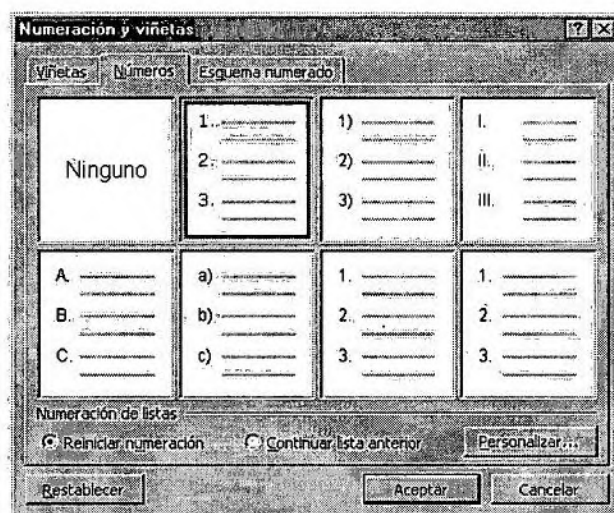 Numeración y viñetas
Viñetas Números Esquema numerado
Ninguno
1.
2.
3.
1)
2)
3)
I.
II.
III.
A.
B.
C.
a)
b)
c)
1.
2.
3.
1.
2.
3.
Numeración de listas
Reiniciar numeración Continuar lista anterior Personalizar...
Restablecer Aceptar Cancelar